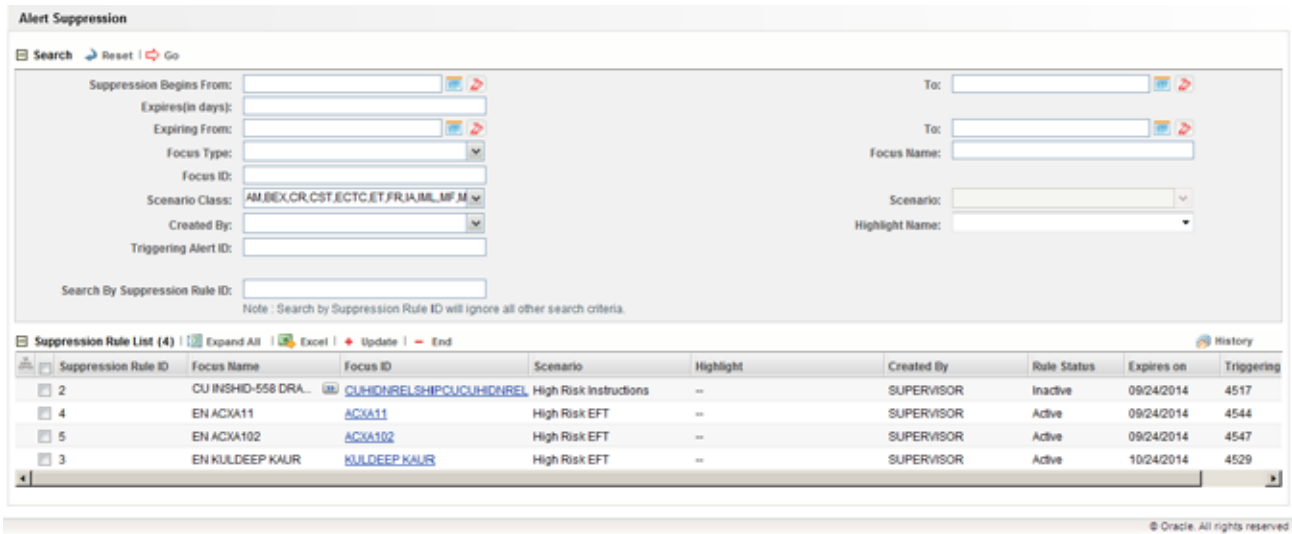 Alert Suppression
Search Reset | Go
Suppression Begins From: To:
Expires(in days):
Expiring From: To:
Focus Type: Focus Name:
Focus ID:
Scenario Class: AM,BEX,CR,CST,ECTC,ET,FR,IA,IML,MF,M Scenario:
Created By: Highlight Name:
Triggering Alert ID:
Search By Suppression Rule ID:
Note : Search by Suppression Rule ID will ignore all other search criteria.
Suppression Rule List (4) | Expand All | Excel | Update | End History
Suppression Rule ID Focus Name Focus ID Scenario Highlight Created By Rule Status Expires on Triggering
2 CU INSHID-558 DRA... CUHIDNRELSHIPCUCUHIDNREL High Risk Instructions -- SUPERVISOR Inactive 09/24/2014 4517
4 EN ACXA11 ACXA11 High Risk EFT -- SUPERVISOR Active 09/24/2014 4544
5 EN ACXA102 ACXA102 High Risk EFT -- SUPERVISOR Active 09/24/2014 4547
3 EN KULDEEP KAUR KULDEEP KAUR High Risk EFT -- SUPERVISOR Active 10/24/2014 4529
© Oracle. All rights reserved